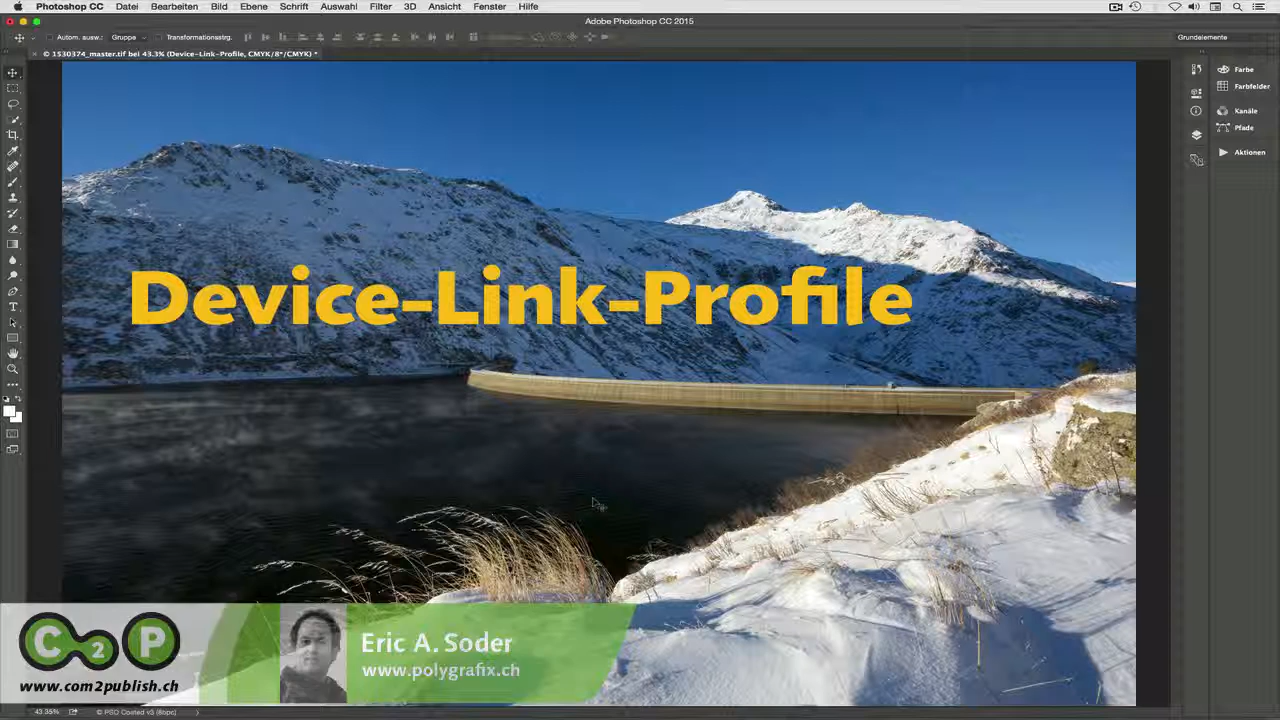 Photoshop CC Datei Bearbeiten Bild Ebene Schrift Auswahl Filter 3D Ansicht Fenster Hilfe
Adobe Photoshop CC 2015
Autom. ausw.: Gruppe Transformationsstrg. Grundelemente
× © 1530374_master.tif bei 43.3% (Device-Link-Profile, CMYK/8*/CMYK) *
Farbe
Farbfelder
Kanäle
Pfade
Aktionen
Device-Link-Profile
C2P
www.com2publish.ch
Eric A. Soder
www.polygrafix.ch
43.35% © PSO Coated v3 (8bpc)